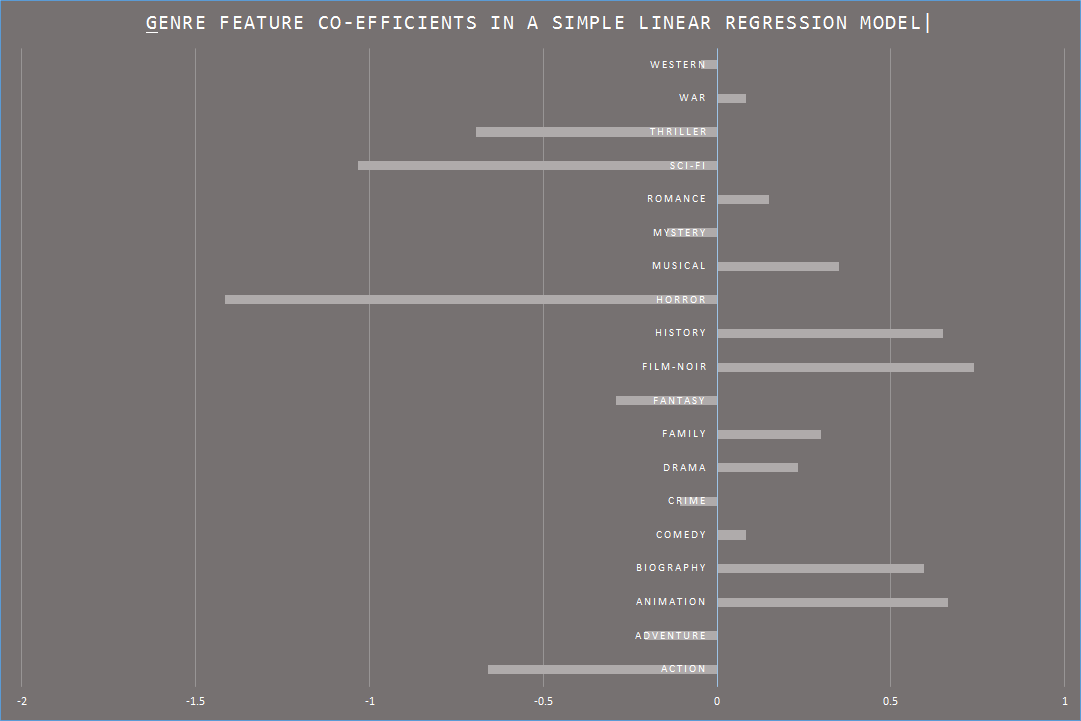 GENRE FEATURE CO-EFFICIENTS IN A SIMPLE LINEAR REGRESSION MODEL|
WESTERN
WAR
THRILLER
SCI-FI
ROMANCE
MYSTERY
MUSICAL
HORROR
HISTORY
FILM-NOIR
FANTASY
FAMILY
DRAMA
CRIME
COMEDY
BIOGRAPHY
ANIMATION
ADVENTURE
ACTION
-2 -1.5 -1 -0.5 0 0.5 1